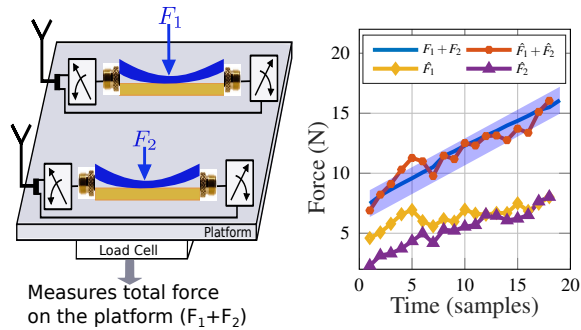 F₁
F₂
Platform
Load Cell
Measures total force
on the platform (F₁+F₂)
F₁ + F₂
F̂₁ + F̂₂
F̂₁
F̂₂
Force (N)
20
15
10
5
0
5
10
15
20
Time (samples)